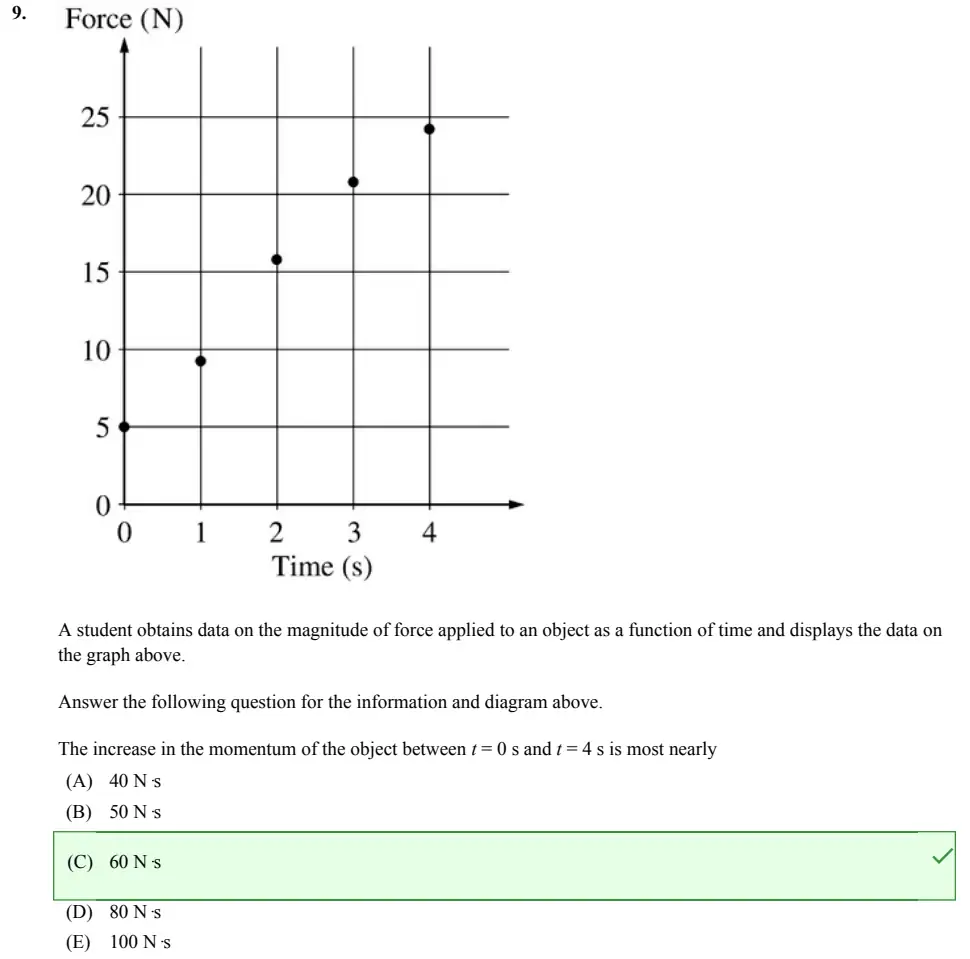 9.
Force (N)
25
20
15
10
5
0
0 1 2 3 4
Time (s)
A student obtains data on the magnitude of force applied to an object as a function of time and displays the data on
the graph above.
Answer the following question for the information and diagram above.
The increase in the momentum of the object between t = 0 s and t = 4 s is most nearly
(A) 40 N·s
(B) 50 N·s
(C) 60 N·s
(D) 80 N·s
(E) 100 N·s